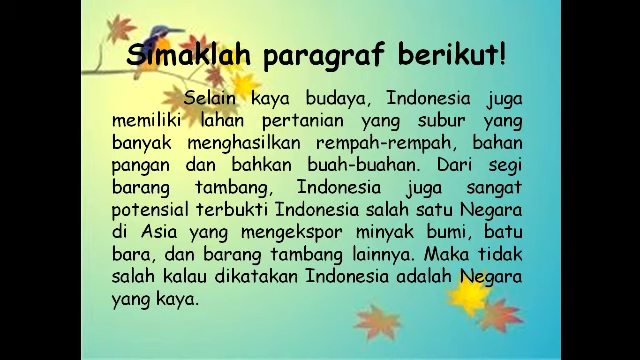 Simaklah paragraf berikut!
Selain kaya budaya, Indonesia juga
memiliki lahan pertanian yang subur yang
banyak menghasilkan rempah-rempah, bahan
pangan dan bahkan buah-buahan. Dari segi
barang tambang, Indonesia juga sangat
potensial terbukti Indonesia salah satu Negara
di Asia yang mengekspor minyak bumi, batu
bara, dan barang tambang lainnya. Maka tidak
salah kalau dikatakan Indonesia adalah Negara
yang kaya.